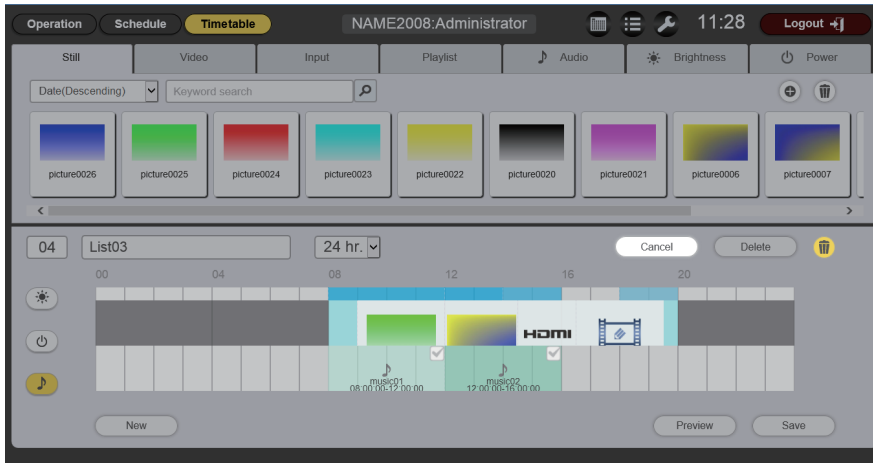 Operation Schedule Timetable NAME2008:Administrator 11:28 Logout
Still Video Input Playlist Audio Brightness Power
Date(Descending) Keyword search
picture0026 picture0025 picture0024 picture0023 picture0022 picture0020 picture0021 picture0006 picture0007
04 List03 24 hr. Cancel Delete
00 04 08 12 16 20
HDMI
music01 music02
08:00:00-12:00:00 12:00:00-16:00:00
New Preview Save